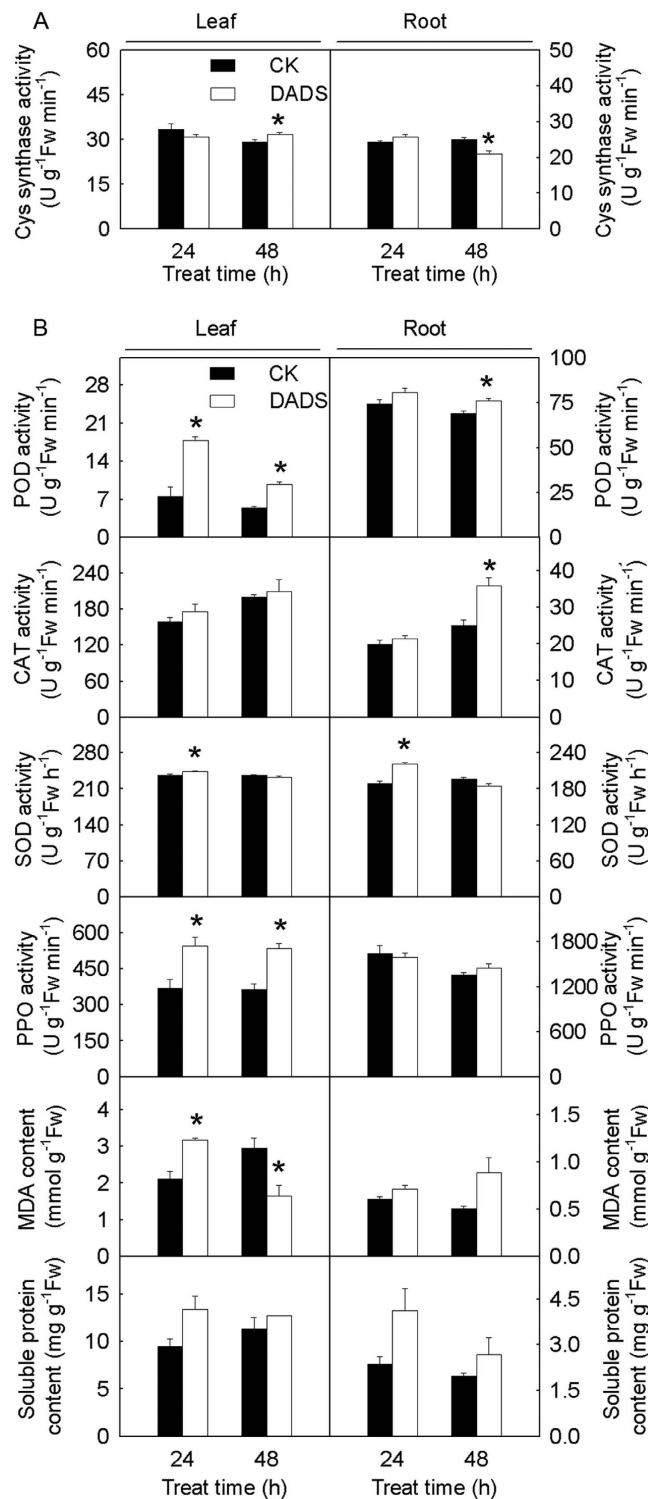 A
Leaf Root
60 50
CK
DADS
45 40
30 30
15 20
0 10
0
* *
Cys synthase activity
(U g⁻¹Fw min⁻¹)
Cys synthase activity
(U g⁻¹Fw min⁻¹)
24 48 24 48
Treat time (h) Treat time (h)
B
Leaf Root
CK
DADS
28 21 14 7 0
POD activity
(U g⁻¹Fw min⁻¹)
* * *
100 75 50 25 0
POD activity
(U g⁻¹Fw min⁻¹)
240 180 120 60 0
CAT activity
(U g⁻¹Fw min⁻¹)
*
40 30 20 10 0
CAT activity
(U g⁻¹Fw min⁻¹)
280 210 140 70 0
SOD activity
(U g⁻¹Fw h⁻¹)
* *
240 180 120 60 0
SOD activity
(U g⁻¹Fw h⁻¹)
600 450 300 150 0
PPO activity
(U g⁻¹Fw min⁻¹)
* *
1800 1200 600 0
PPO activity
(U g⁻¹Fw min⁻¹)
4 3 2 1 0
MDA content
(mmol g⁻¹Fw)
* *
1.5 1.0 0.5 0.0
MDA content
(mmol g⁻¹Fw)
15 10 5 0
Soluble protein
content (mg g⁻¹Fw)
4.5 3.0 1.5 0.0
Soluble protein
content (mg g⁻¹Fw)
24 48 24 48
Treat time (h) Treat time (h)